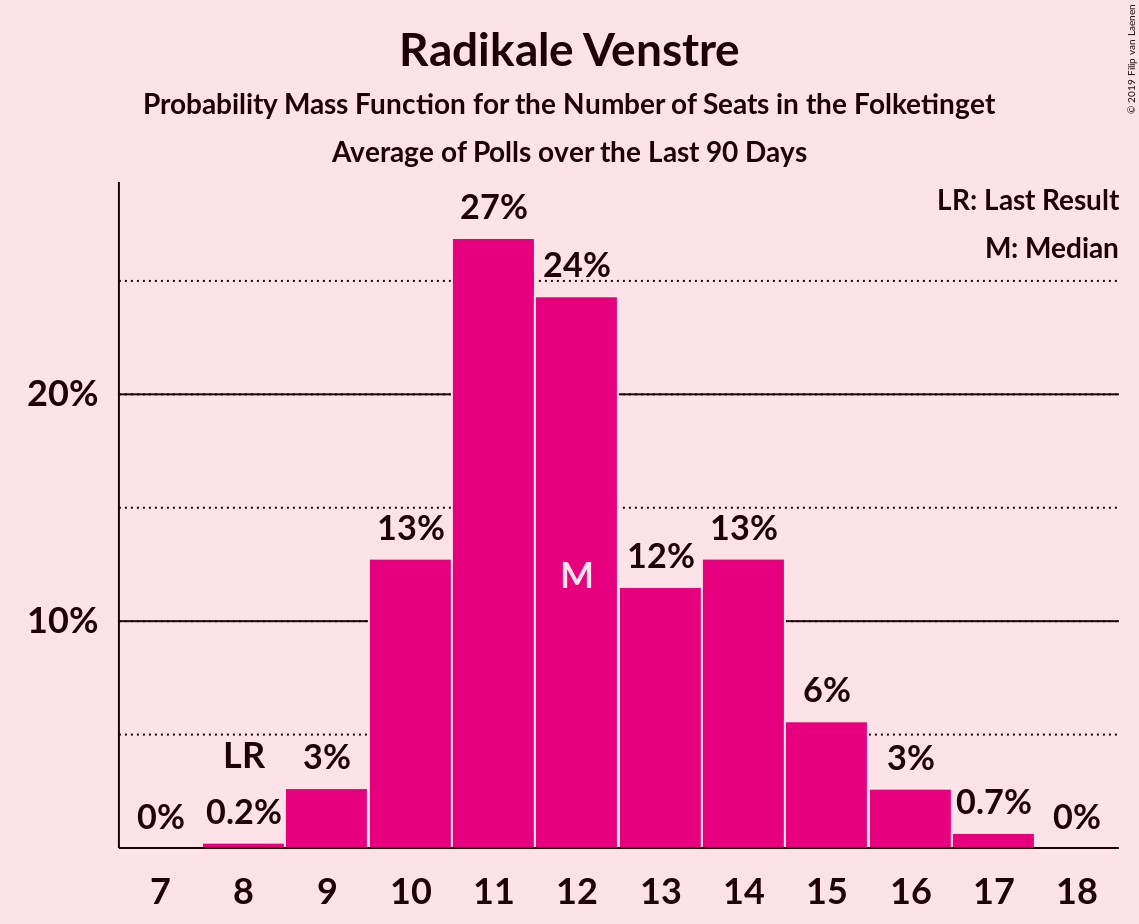 Radikale Venstre
Probability Mass Function for the Number of Seats in the Folketinget
Average of Polls over the Last 90 Days
© 2019 Filip van Laenen
LR: Last Result
M: Median
27%
24%
20%
13%
12%
13%
M
10%
6%
LR
3%
3%
0%
0.2%
0.7%
0%
7 8 9 10 11 12 13 14 15 16 17 18